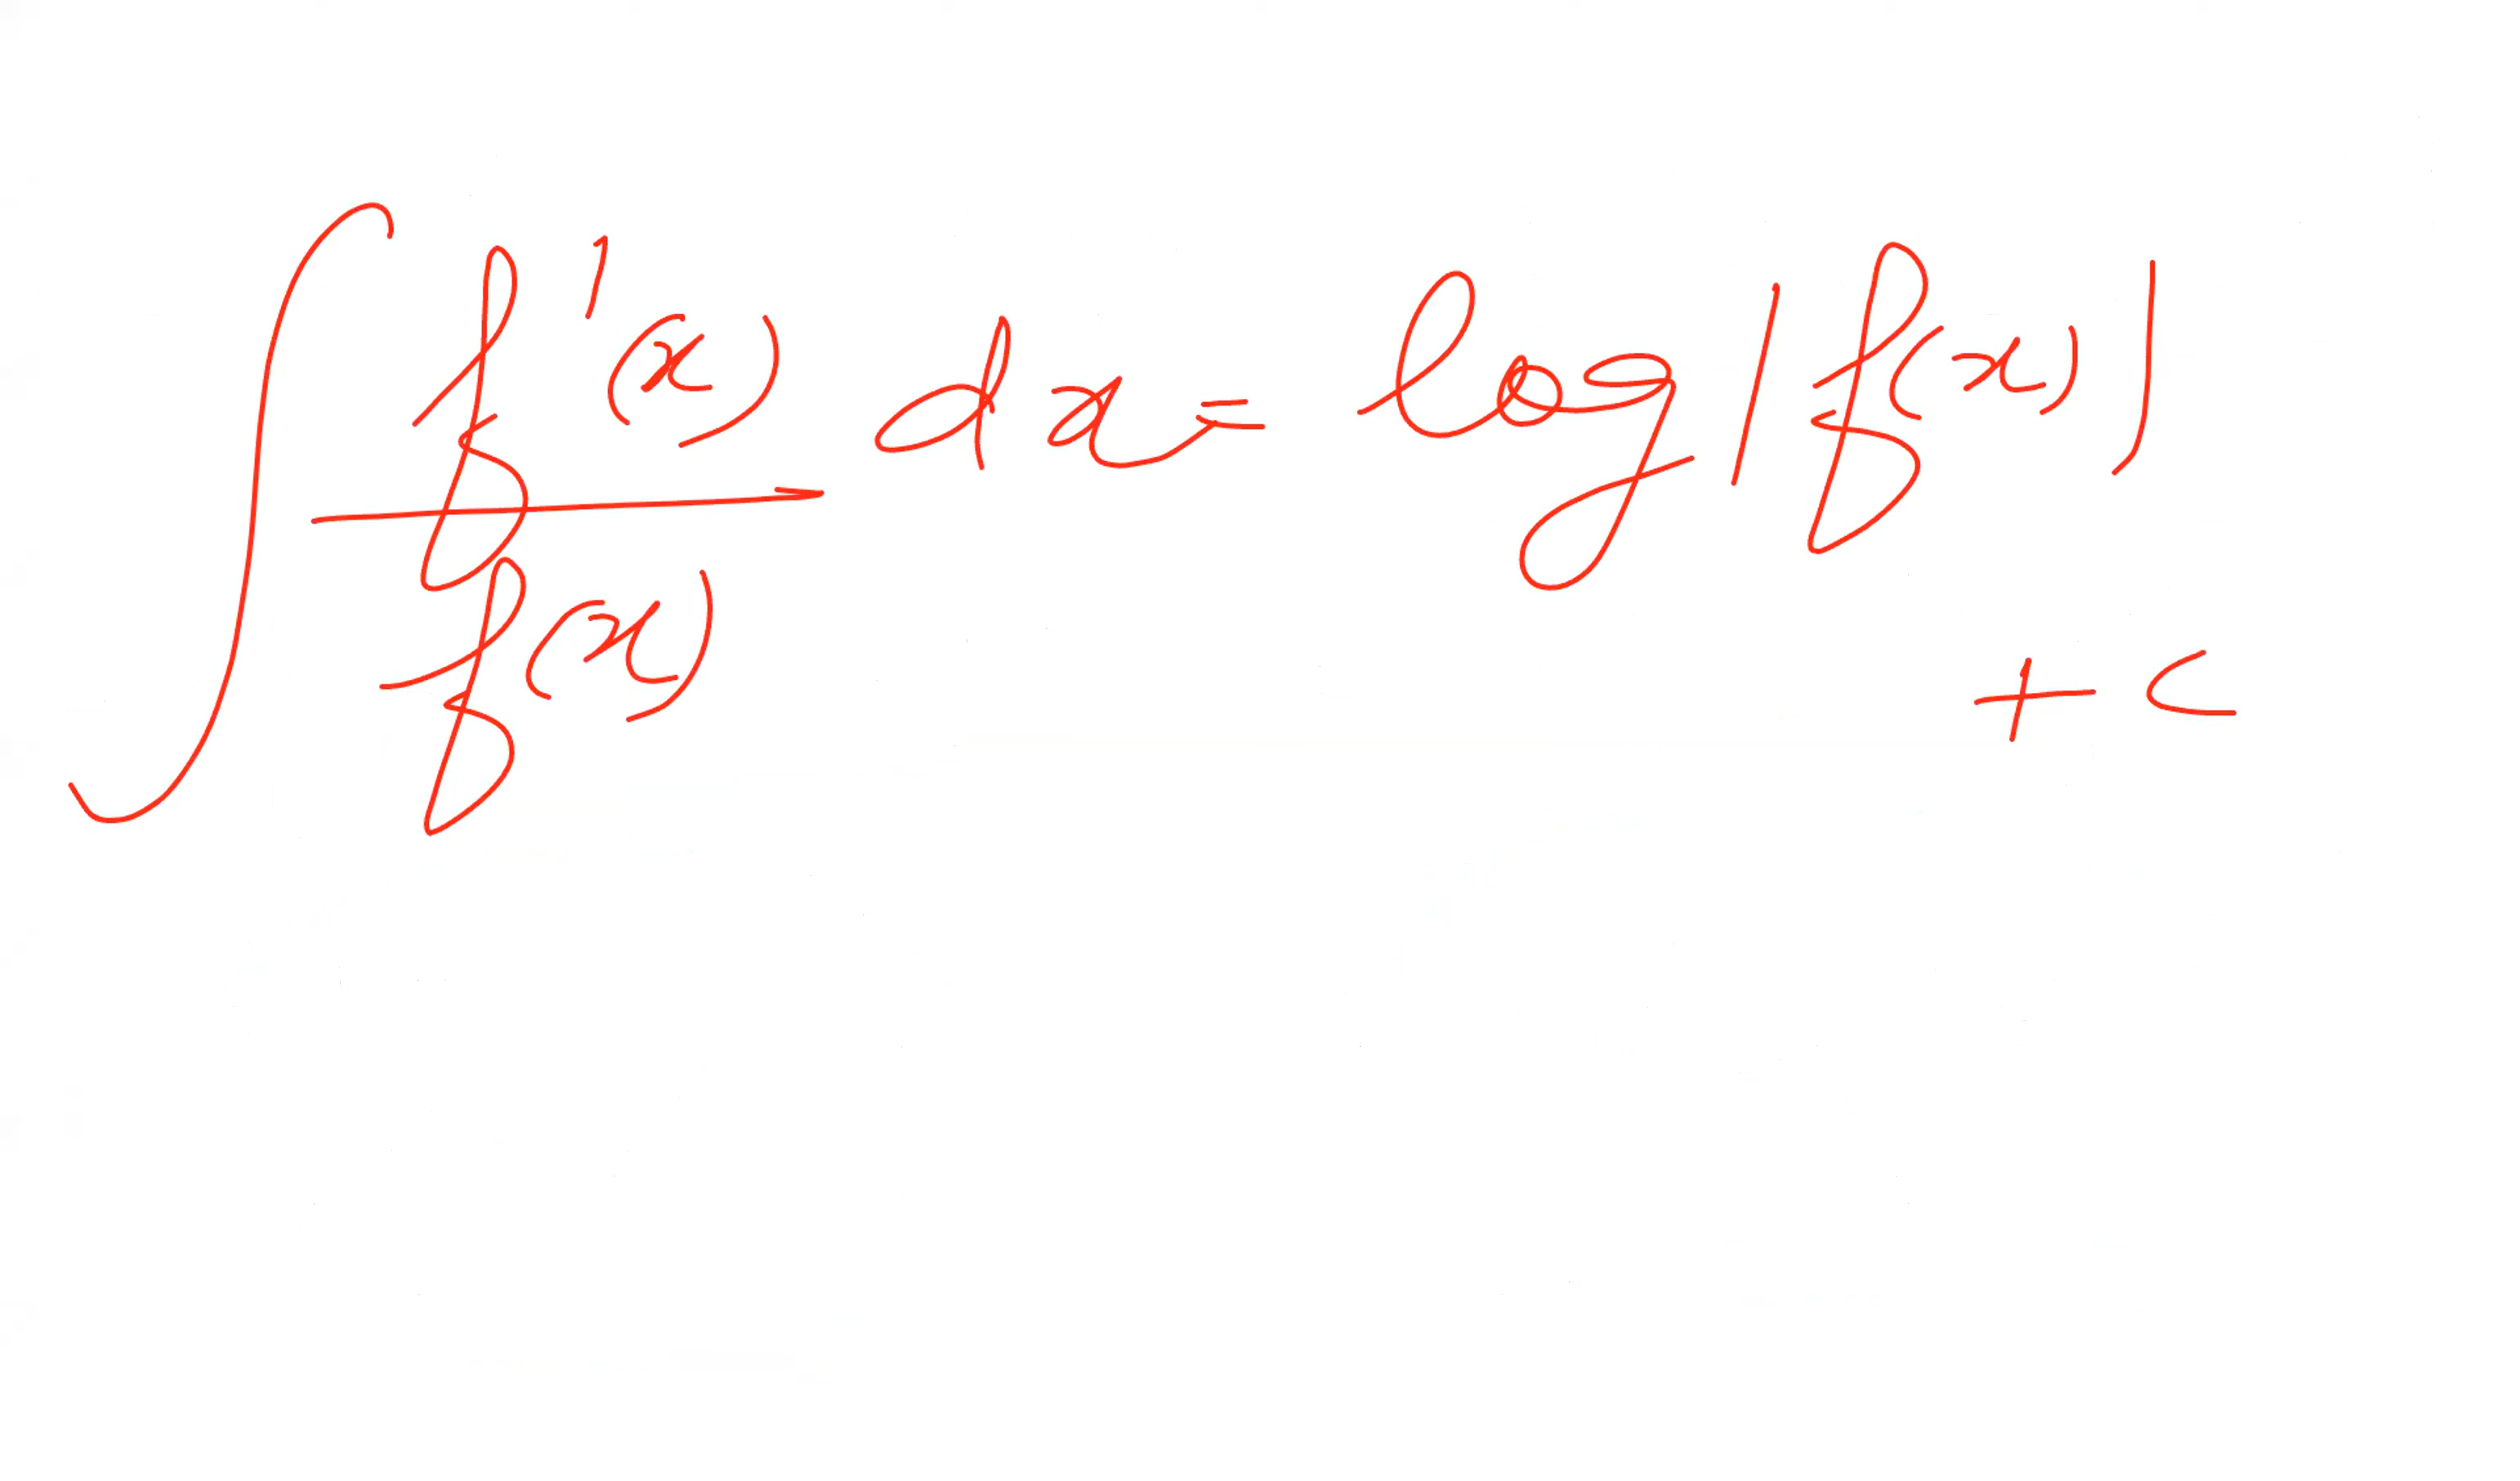 ∫ f'(x) / f(x) dx = log |f(x)|
+ c